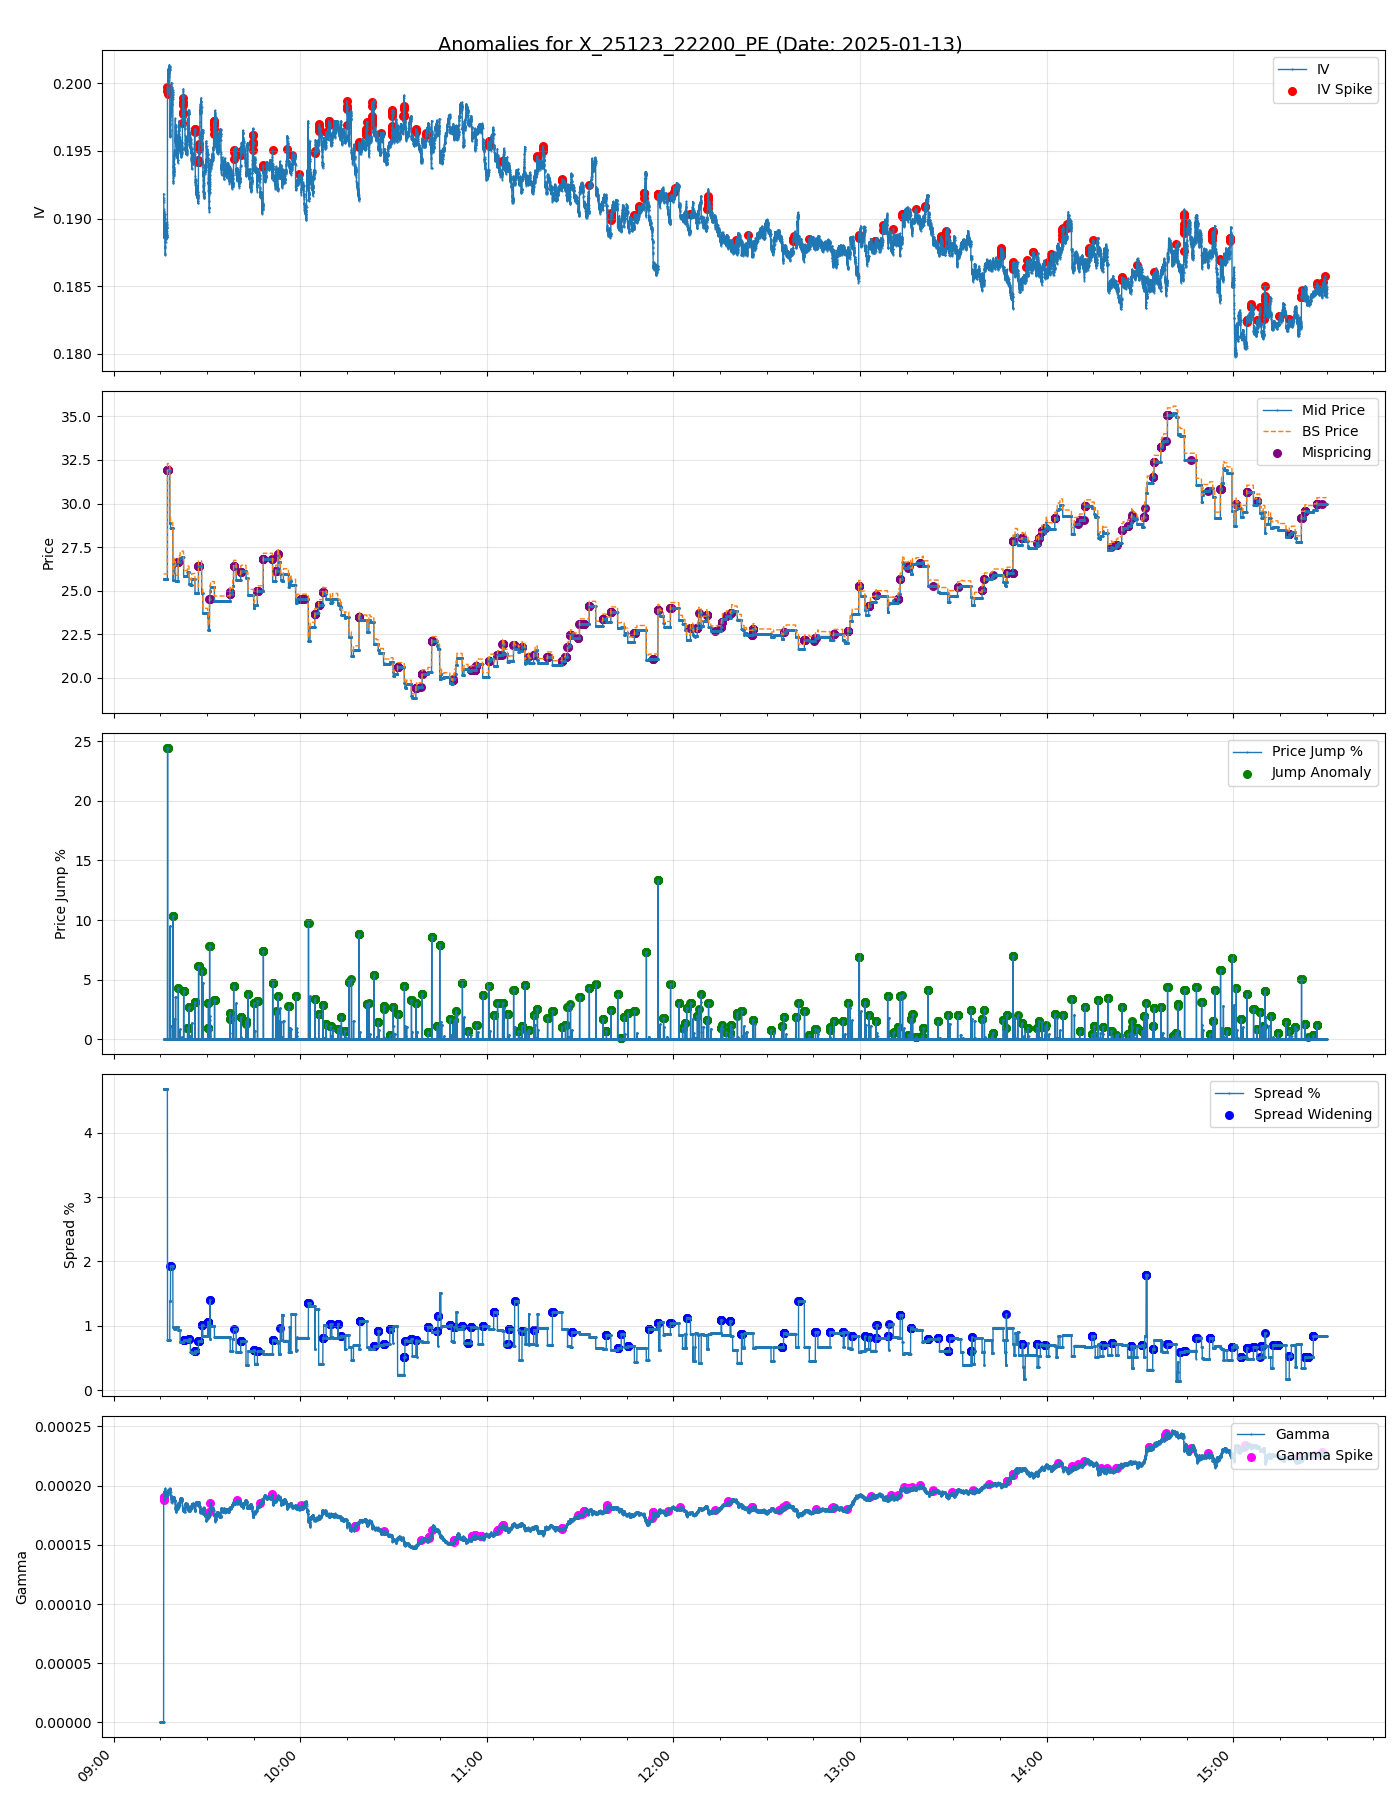 Anomalies for X_25123_22200_PE (Date: 2025-01-13)
IV
IV Spike
0.200
0.195
0.190
0.185
0.180
IV
Mid Price
BS Price
Mispricing
35.0
32.5
30.0
27.5
25.0
22.5
20.0
Price
Price Jump %
Jump Anomaly
25
20
15
10
5
0
Price Jump %
Spread %
Spread Widening
4
3
2
1
0
Spread %
Gamma
Gamma Spike
0.00025
0.00020
0.00015
0.00010
0.00005
0.00000
Gamma
09:00
10:00
11:00
12:00
13:00
14:00
15:00